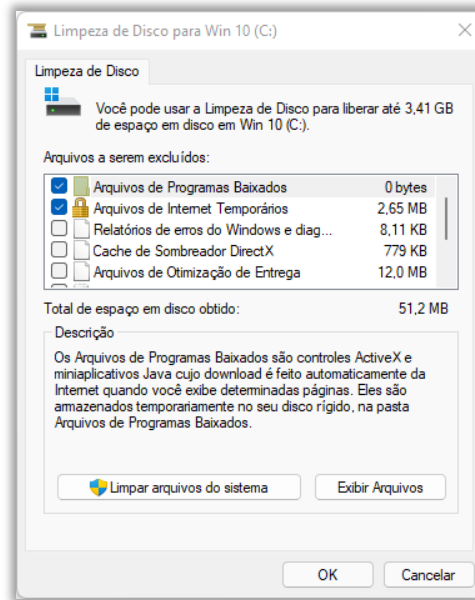 Limpeza de Disco para Win 10 (C:)
Limpeza de Disco
Você pode usar a Limpeza de Disco para liberar até 3,41 GB
de espaço em disco em Win 10 (C:).
Arquivos a serem excluídos:
Arquivos de Programas Baixados 0 bytes
Arquivos de Internet Temporários 2,65 MB
Relatórios de erros do Windows e diag... 8,11 KB
Cache de Sombreador DirectX 779 KB
Arquivos de Otimização de Entrega 12,0 MB
Total de espaço em disco obtido: 51,2 MB
Descrição
Os Arquivos de Programas Baixados são controles ActiveX e
miniaplicativos Java cujo download é feito automaticamente da
Internet quando você exibe determinadas páginas. Eles são
armazenados temporariamente no seu disco rígido, na pasta
Arquivos de Programas Baixados.
Limpar arquivos do sistema Exibir Arquivos
OK Cancelar